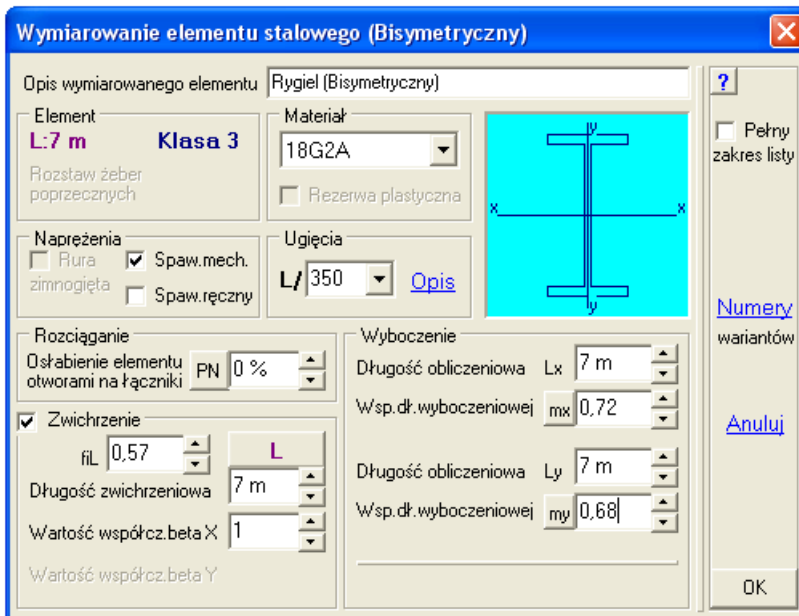 Wymiarowanie elementu stalowego (Bisymetryczny)
Opis wymiarowanego elementu Rygiel (Bisymetryczny)
?
Element
L:7 m Klasa 3
Rozstaw żeber
poprzecznych
Materiał
18G2A
Rezerwa plastyczna
y
x x
y
Pełny
zakres listy
Naprężenia
Rura
zimnogięta
Spaw.mech.
Spaw.ręczny
Ugięcia
L/ 350 Opis
Numery
wariantów
Anuluj
Rozciąganie
Osłabienie elementu
otworami na łączniki
PN 0 %
Zwichrzenie
fiL 0,57 L
Długość zwichrzeniowa 7 m
Wartość współcz.beta X 1
Wartość współcz.beta Y
Wyboczenie
Długość obliczeniowa Lx 7 m
Wsp.dł.wyboczeniowej mx 0,72
Długość obliczeniowa Ly 7 m
Wsp.dł.wyboczeniowej my 0,68
OK